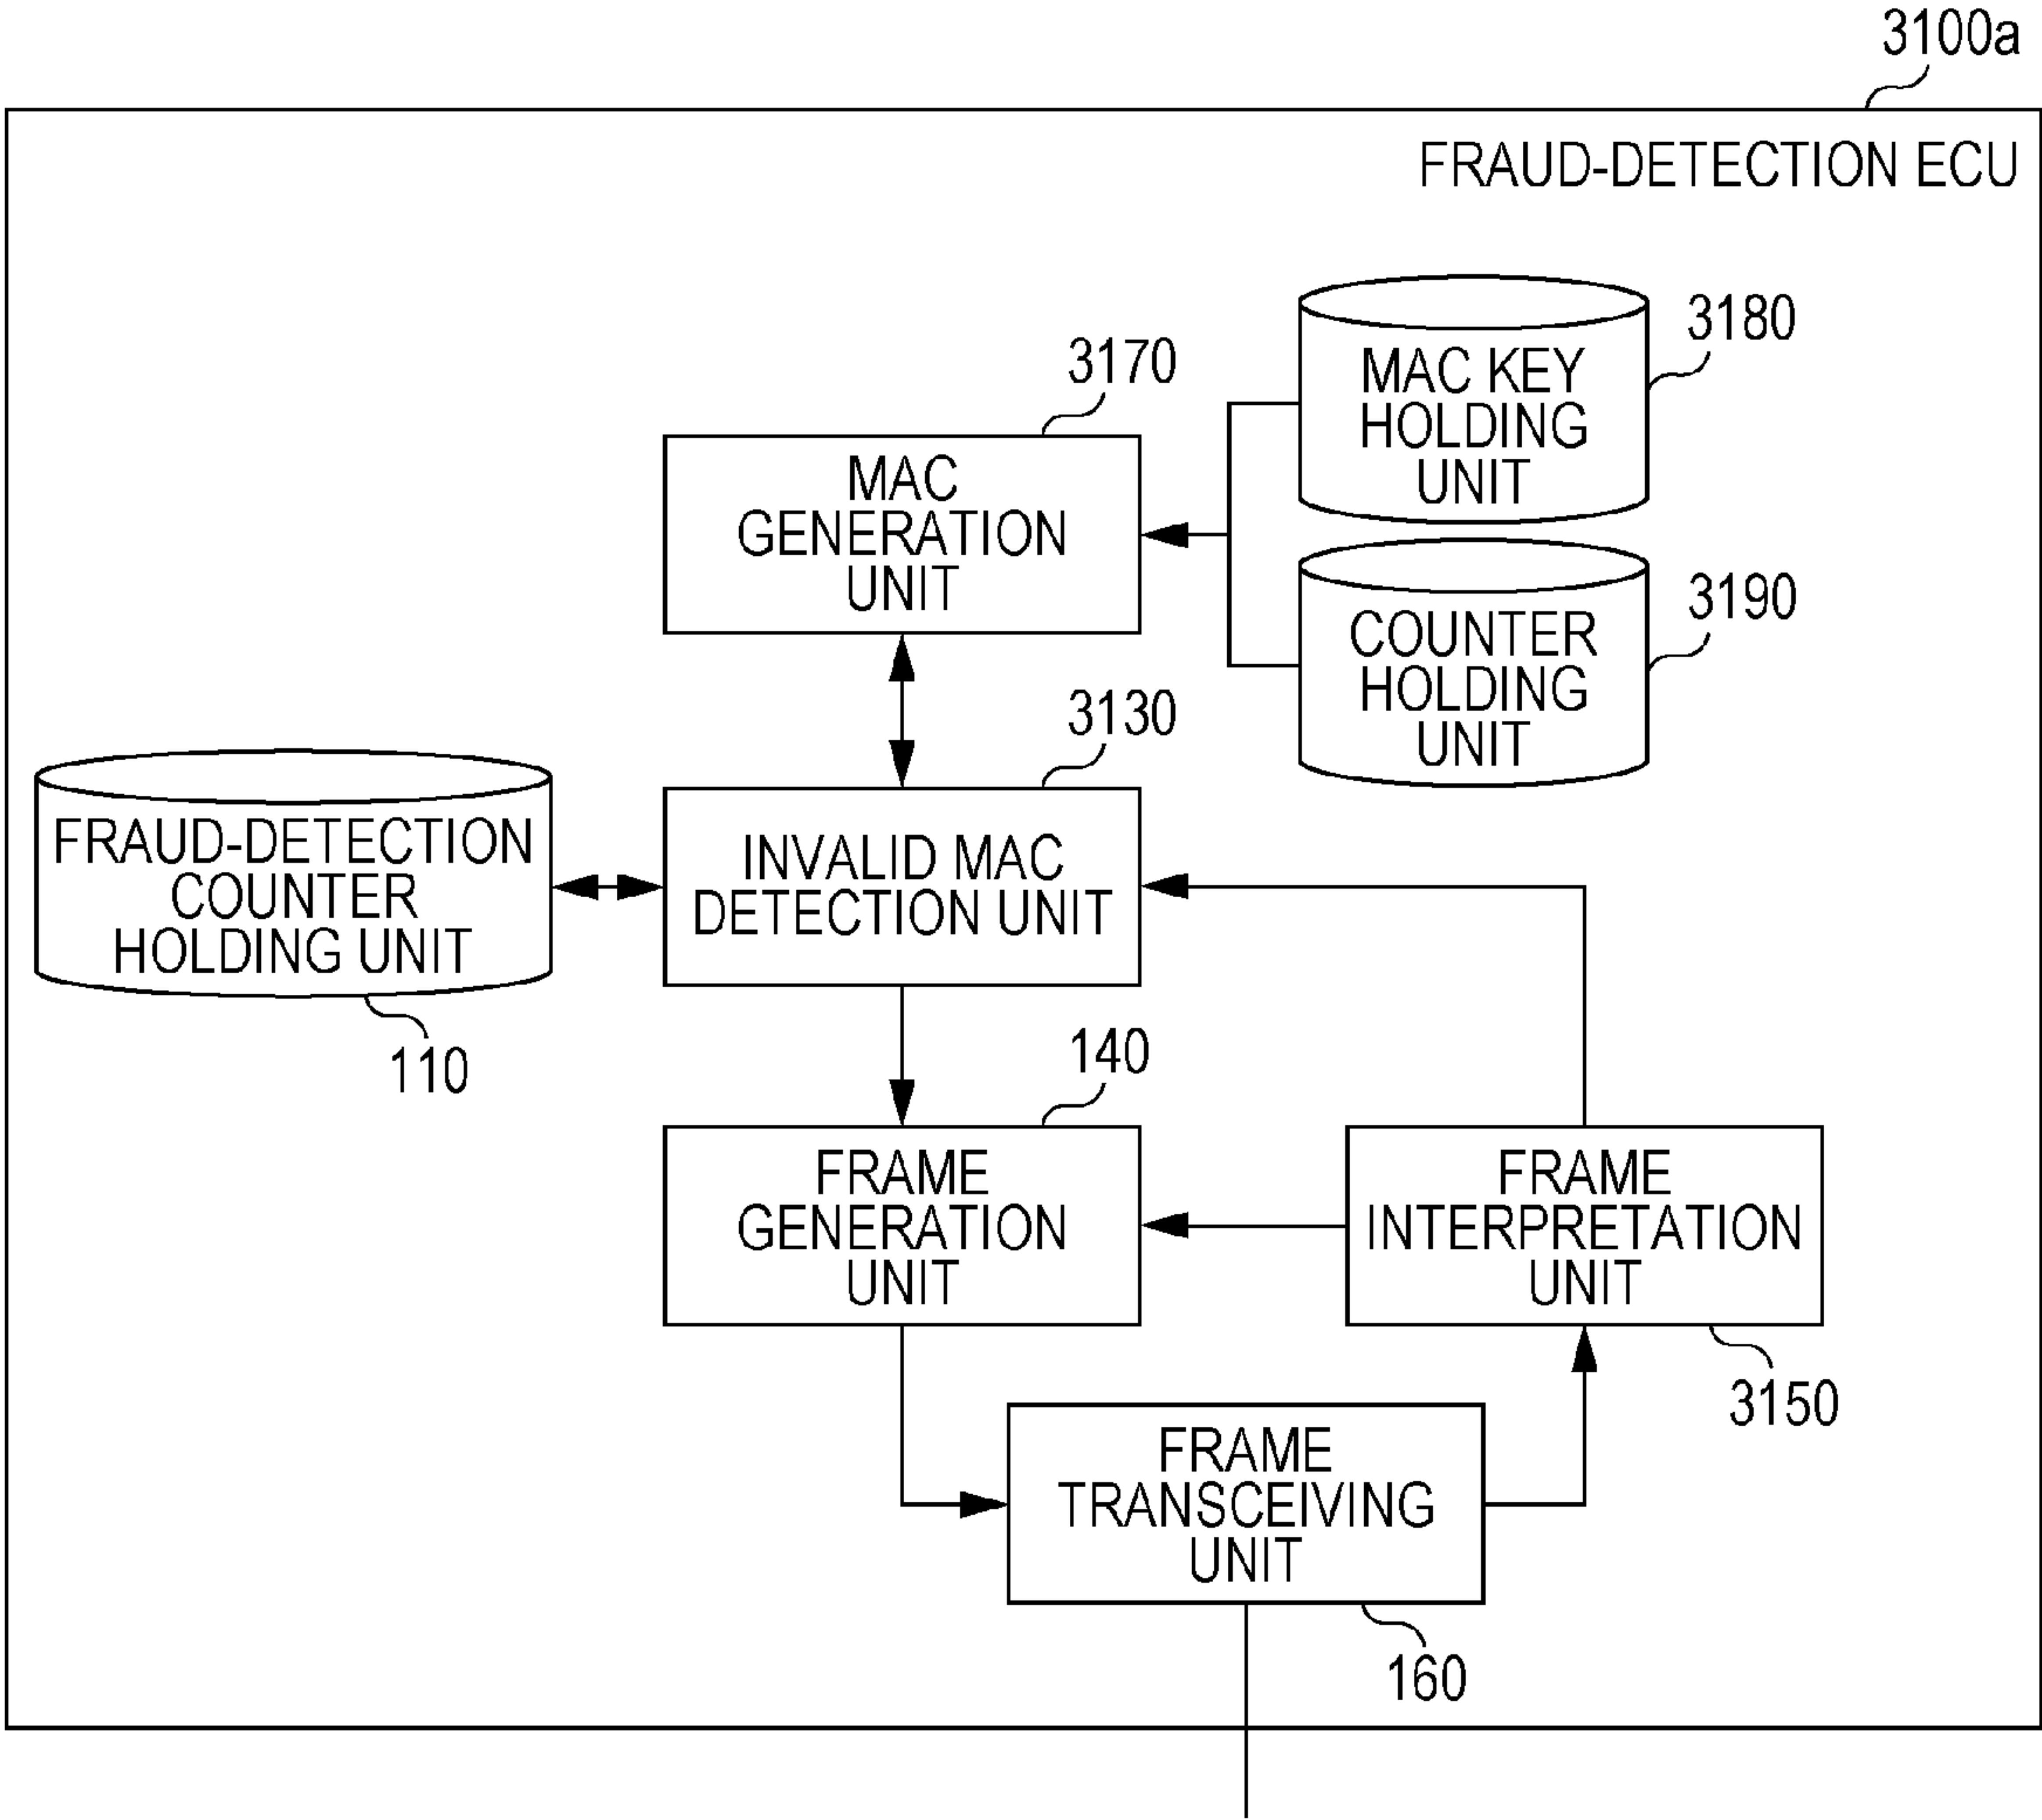 3100a
FRAUD-DETECTION ECU
3180
MAC KEY
HOLDING
UNIT
3170
MAC
GENERATION
UNIT
3190
COUNTER
HOLDING
UNIT
3130
FRAUD-DETECTION
COUNTER
HOLDING UNIT
INVALID MAC
DETECTION UNIT
110
140
FRAME
GENERATION
UNIT
FRAME
INTERPRETATION
UNIT
3150
FRAME
TRANSCEIVING
UNIT
160